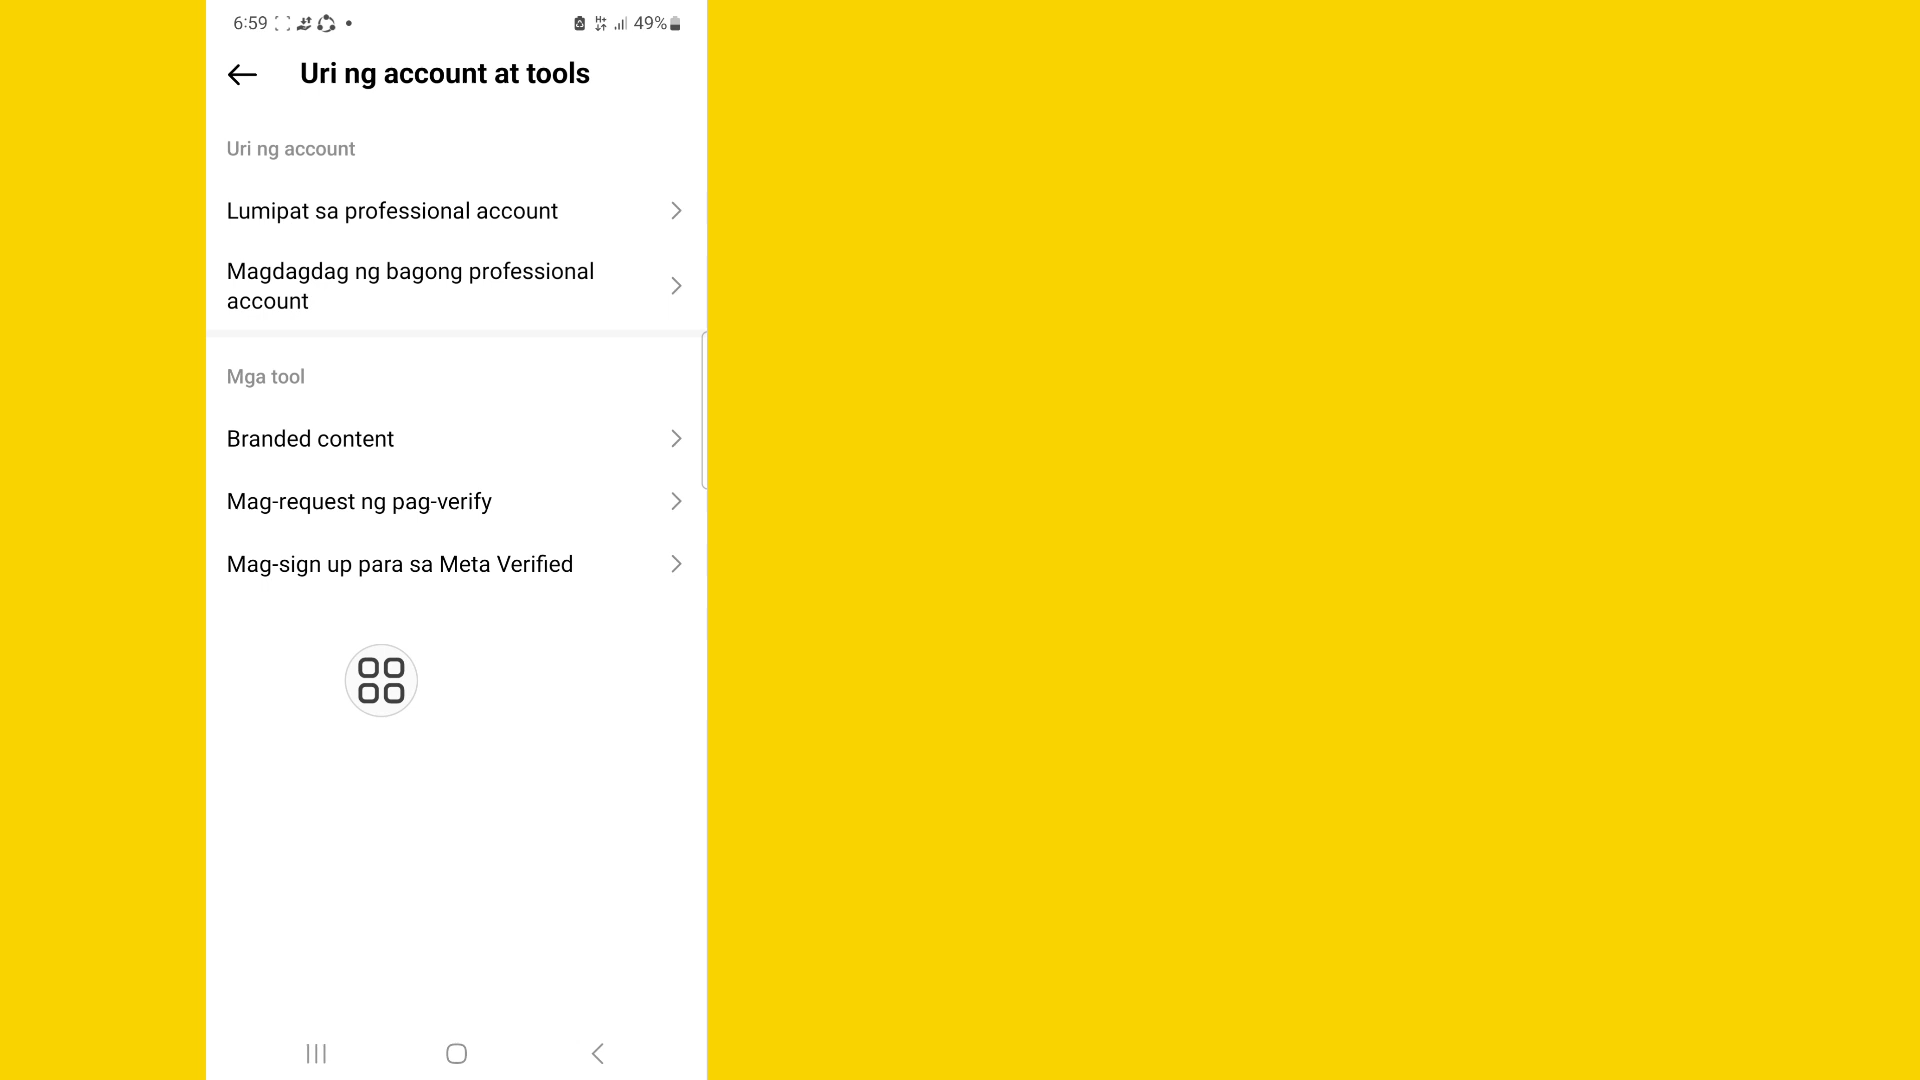 6:59
49%
Uri ng account at tools
Uri ng account
Lumipat sa professional account
Magdagdag ng bagong professional
account
Mga tool
Branded content
Mag-request ng pag-verify
Mag-sign up para sa Meta Verified